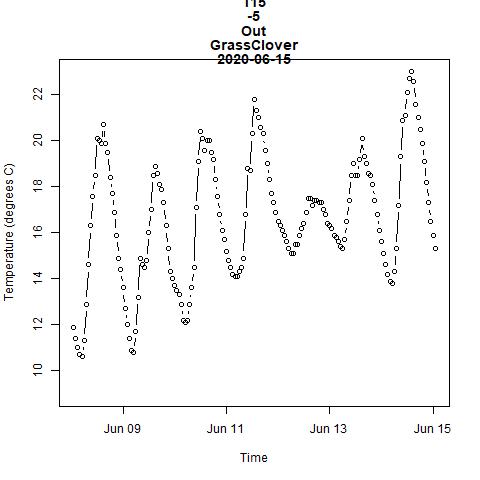 T15
-5
Out
GrassClover
2020-06-15
Temperature (degrees C)
22
20
18
16
14
12
10
Jun 09
Jun 11
Jun 13
Jun 15
Time